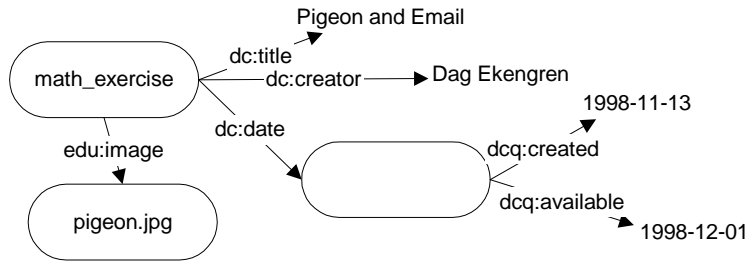 Pigeon and Email
dc:title
math_exercise
dc:creator
Dag Ekengren
1998-11-13
dc:date
edu:image
dcq:created
dcq:available
pigeon.jpg
1998-12-01